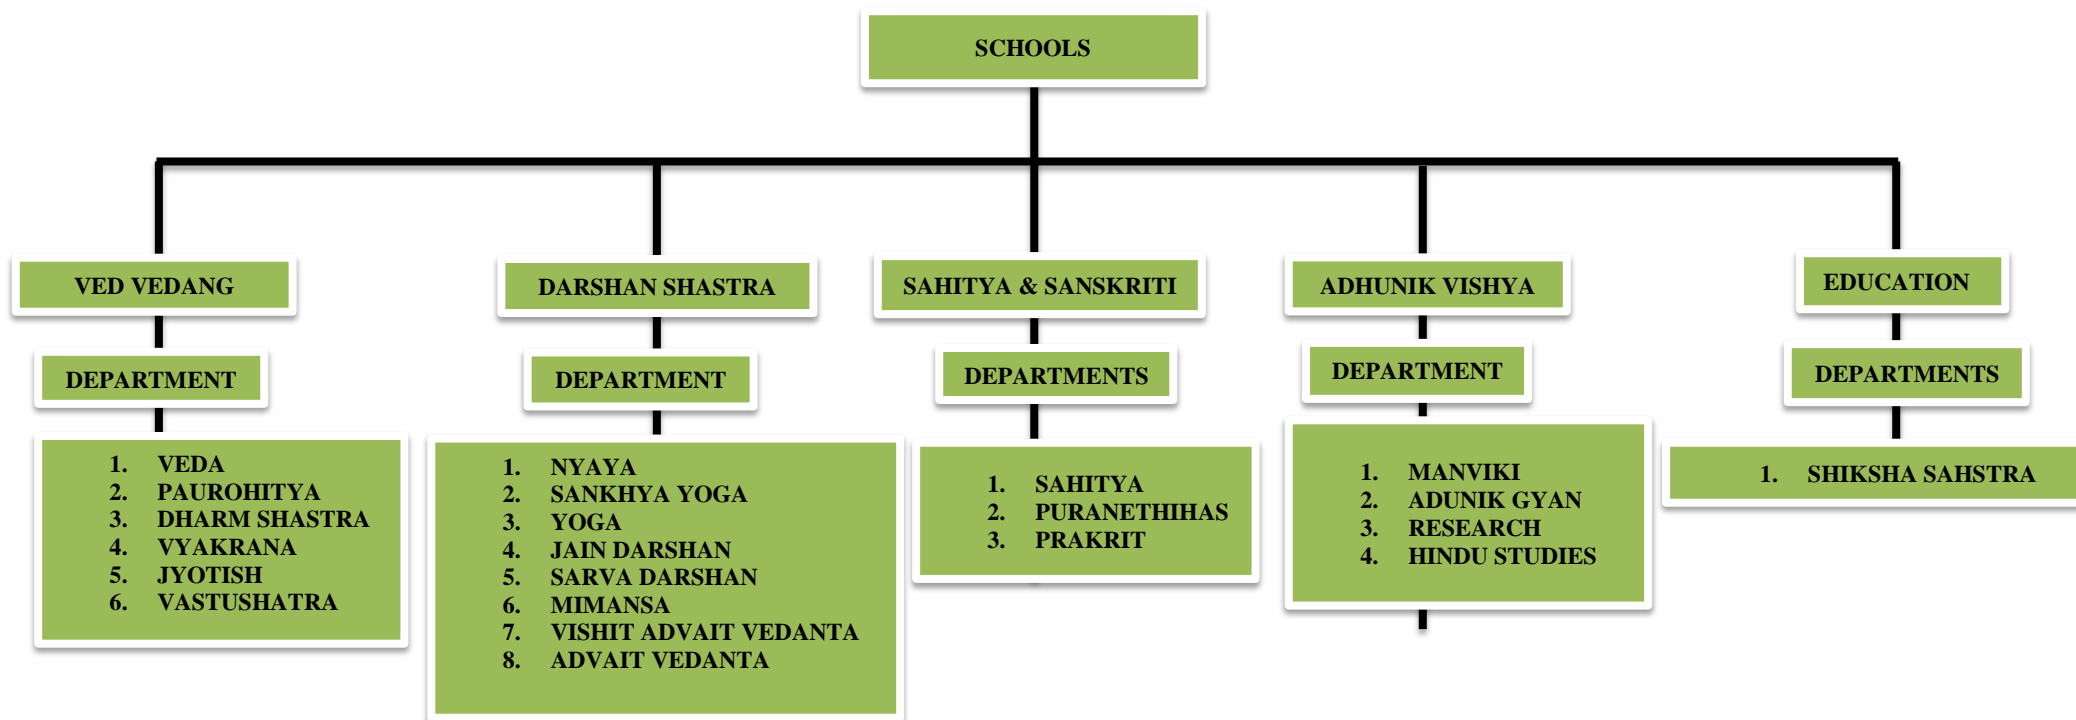 SCHOOLS
VED VEDANG
DARSHAN SHASTRA
SAHITYA & SANSKRITI
ADHUNIK VISHYA
EDUCATION
DEPARTMENT
DEPARTMENT
DEPARTMENTS
DEPARTMENT
DEPARTMENTS
1. VEDA
2. PAUROHITYA
3. DHARM SHASTRA
4. VYAKRANA
5. JYOTISH
6. VASTUSHATRA
1. NYAYA
2. SANKHYA YOGA
3. YOGA
4. JAIN DARSHAN
5. SARVA DARSHAN
6. MIMANSA
7. VISHIT ADVAIT VEDANTA
8. ADVAIT VEDANTA
1. SAHITYA
2. PURANETHIHAS
3. PRAKRIT
1. MANVIKI
2. ADUNIK GYAN
3. RESEARCH
4. HINDU STUDIES
1. SHIKSHA SAHSTRA